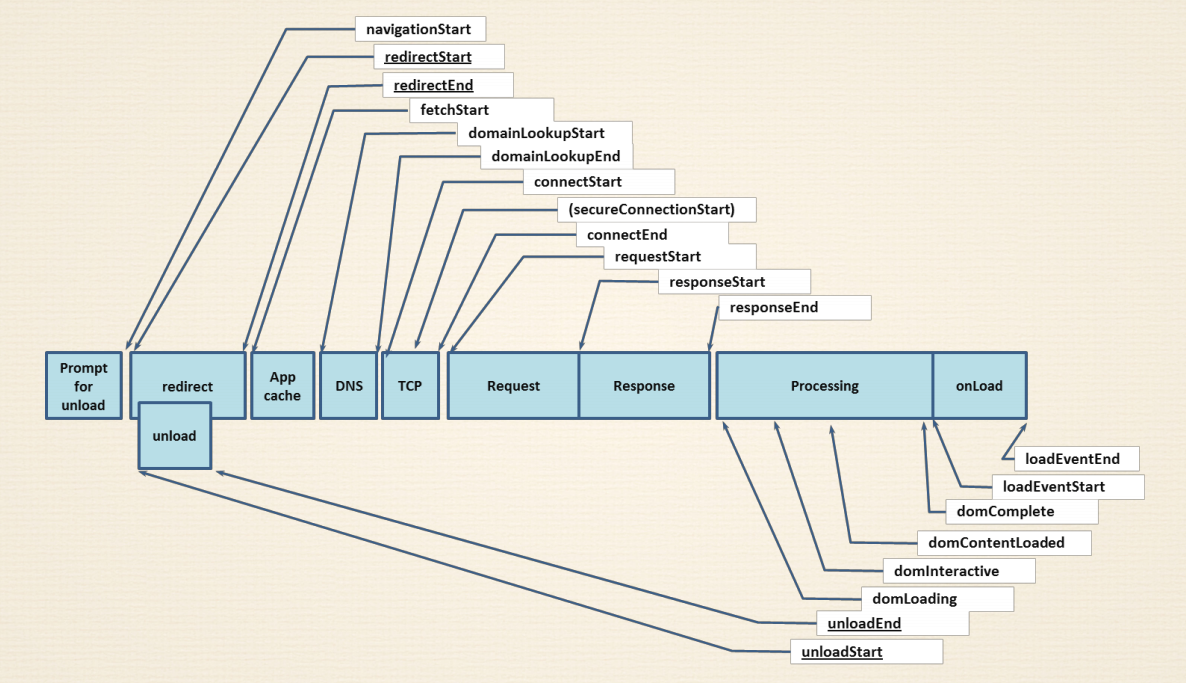 navigationStart
redirectStart
redirectEnd
fetchStart
domainLookupStart
domainLookupEnd
connectStart
(secureConnectionStart)
connectEnd
requestStart
responseStart
responseEnd
Prompt
for
unload
redirect
unload
App
cache
DNS
TCP
Request
Response
Processing
onLoad
loadEventEnd
loadEventStart
domComplete
domContentLoaded
domInteractive
domLoading
unloadEnd
unloadStart